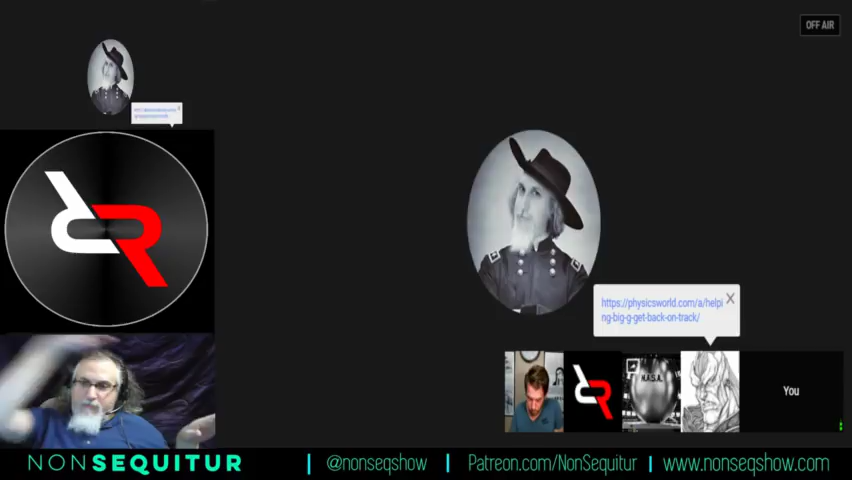 OFF AIR
https://physicsworld.com/a/helpi
ng-big-g-get-back-on-track/
N.A.S.A.
You
NONSEQUITUR | @nonseqshow | Patreon.com/NonSequitur | www.nonseqshow.com